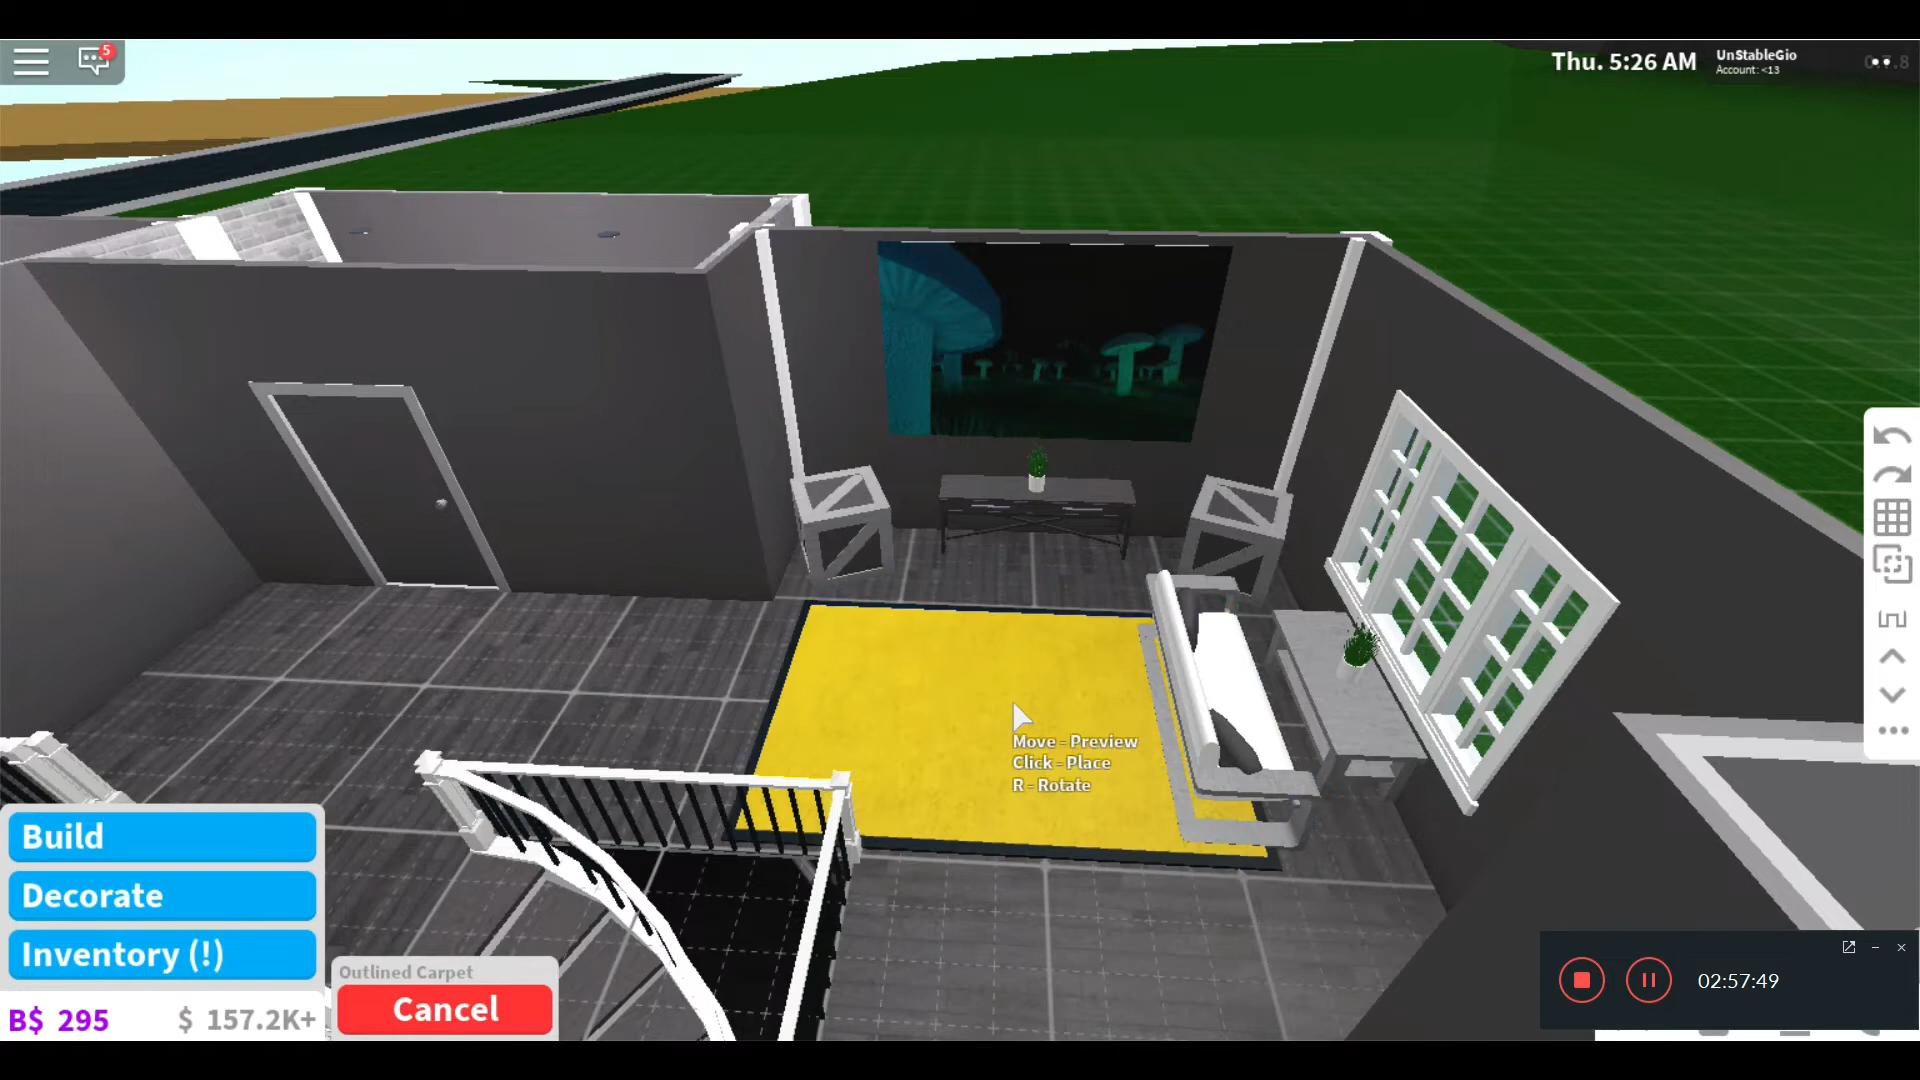 5
Thu. 5:26 AM
UnStableGio
Account: <13
Move - Preview
Click - Place
R - Rotate
Build
Decorate
Inventory (!)
B$ 295
$ 157.2K+
Outlined Carpet
Cancel
02:57:49